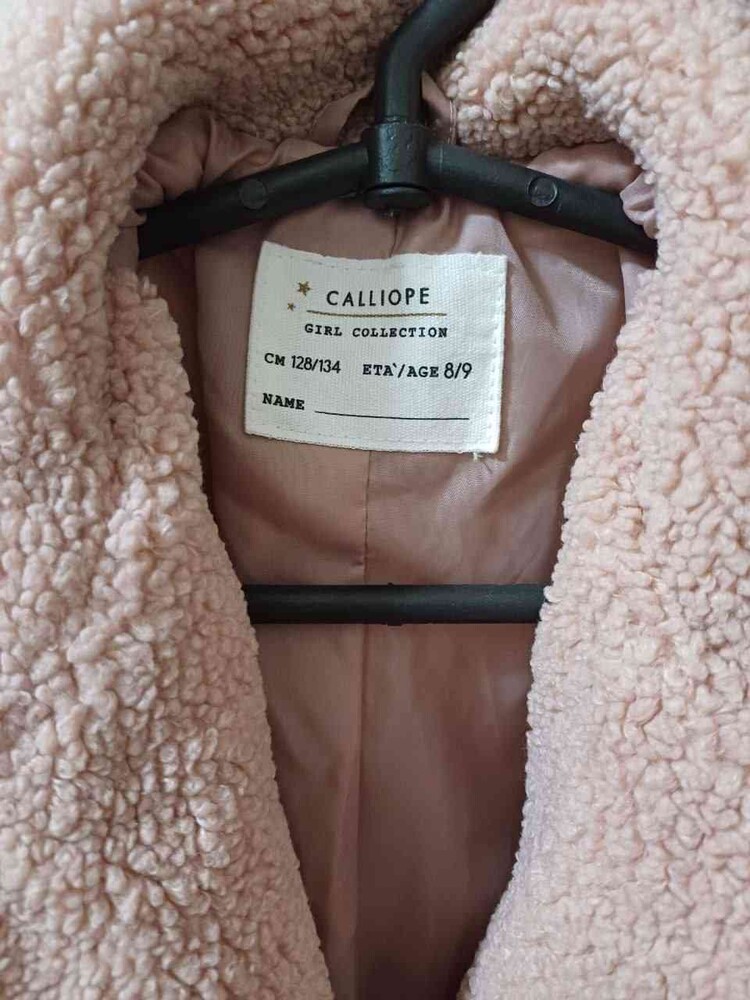 CALLIOPE
GIRL COLLECTION
CM 128/134 ETA'/AGE 8/9
NAME